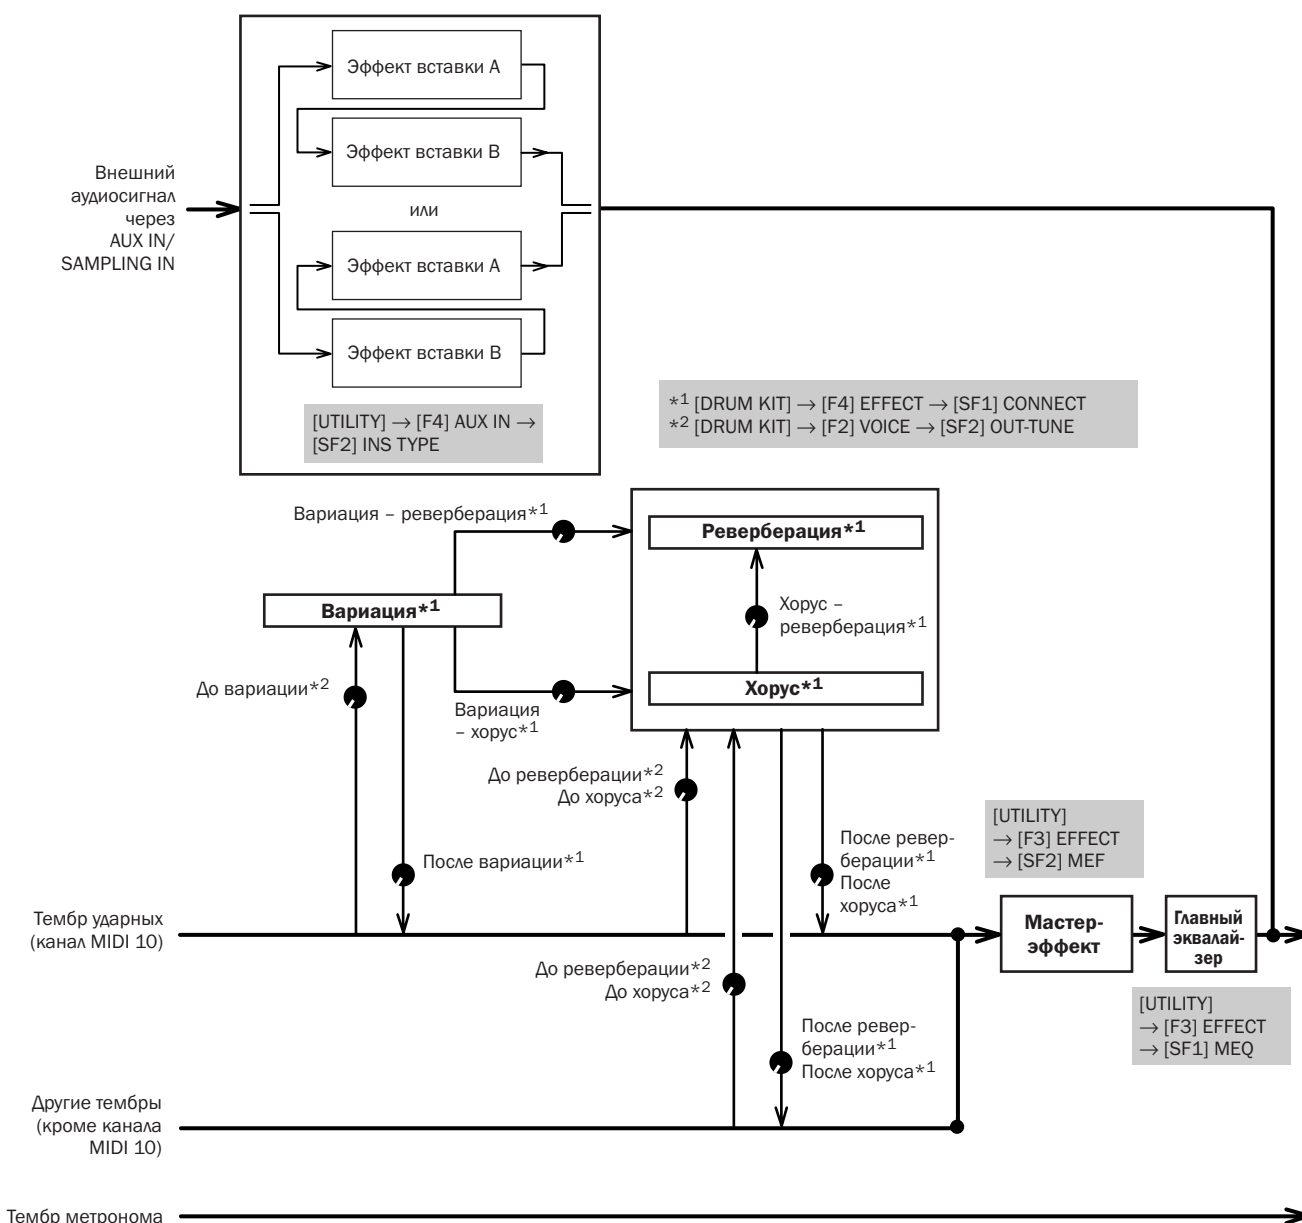 Эффект вставки A
Эффект вставки B
или
Эффект вставки A
Эффект вставки B
Внешний
аудиосигнал
через
AUX IN/
SAMPLING IN
[UTILITY] → [F4] AUX IN →
[SF2] INS TYPE
*1 [DRUM KIT] → [F4] EFFECT → [SF1] CONNECT
*2 [DRUM KIT] → [F2] VOICE → [SF2] OUT-TUNE
Вариация – реверберация*1
Реверберация*1
Хорус –
реверберация*1
Вариация*1
Хорус*1
До вариации*2
Вариация
– хорус*1
До реверберации*2
До хоруса*2
После вариации*1
После ревер-
берации*1
После
хоруса*1
[UTILITY]
→ [F3] EFFECT
→ [SF2] MEF
Тембр ударных
(канал MIDI 10)
Мастер-
эффект
Главный
эквалай-
зер
До реверберации*2
До хоруса*2
[UTILITY]
→ [F3] EFFECT
→ [SF1] MEQ
После ревер-
берации*1
После хоруса*1
Другие тембры
(кроме канала
MIDI 10)
Тембр метронома